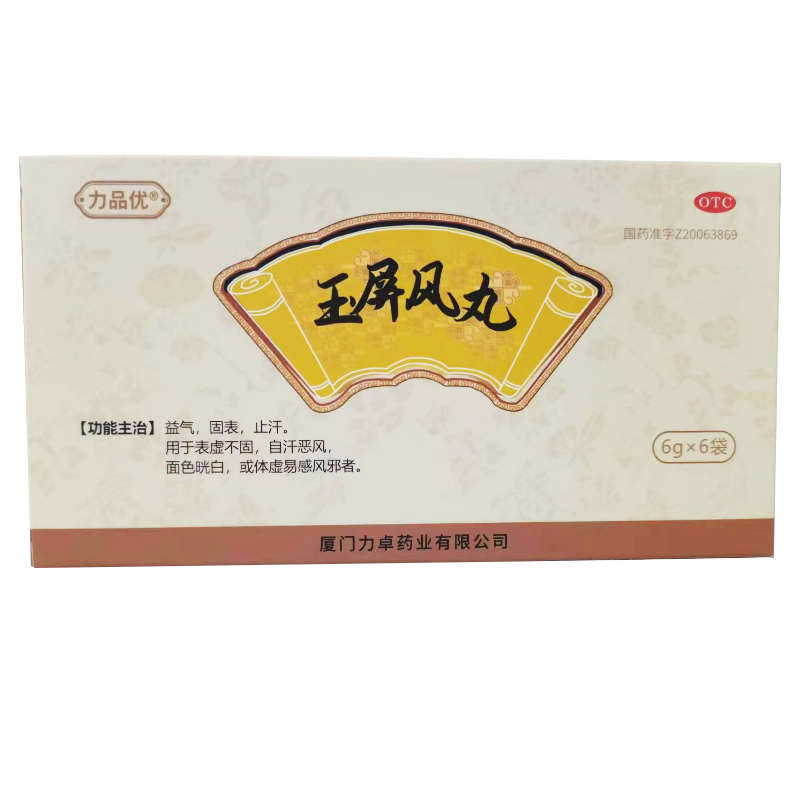 力品优®
OTC
国药准字Z20063869
玉屏风丸
【功能主治】益气，固表，止汗。
用于表虚不固，自汗恶风，
面色晄白，或体虚易感风邪者。
6g×6袋
厦门力卓药业有限公司